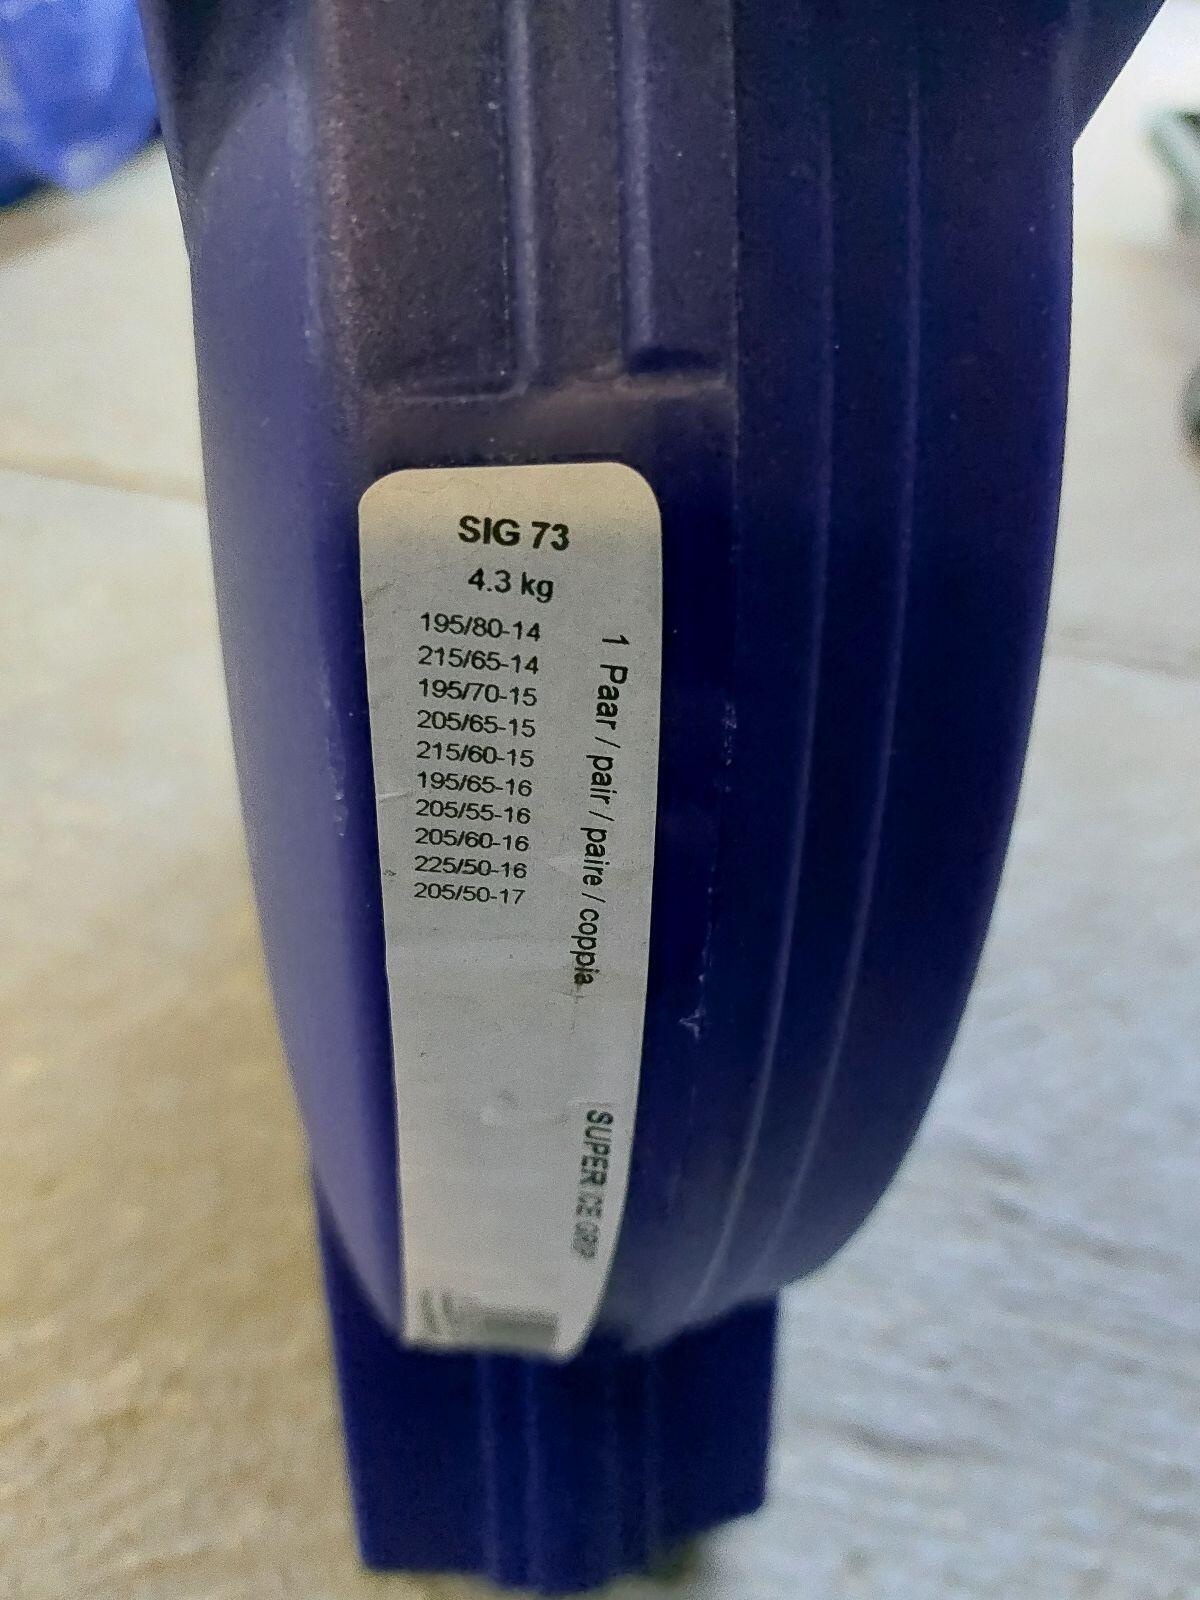 SIG 73
4.3 kg
195/80-14
215/65-14
195/70-15
205/65-15
215/60-15
195/65-16
205/55-16
205/60-16
225/50-16
205/50-17
1 Paar / pair / paire / coppia
SUPER ICE GRIP